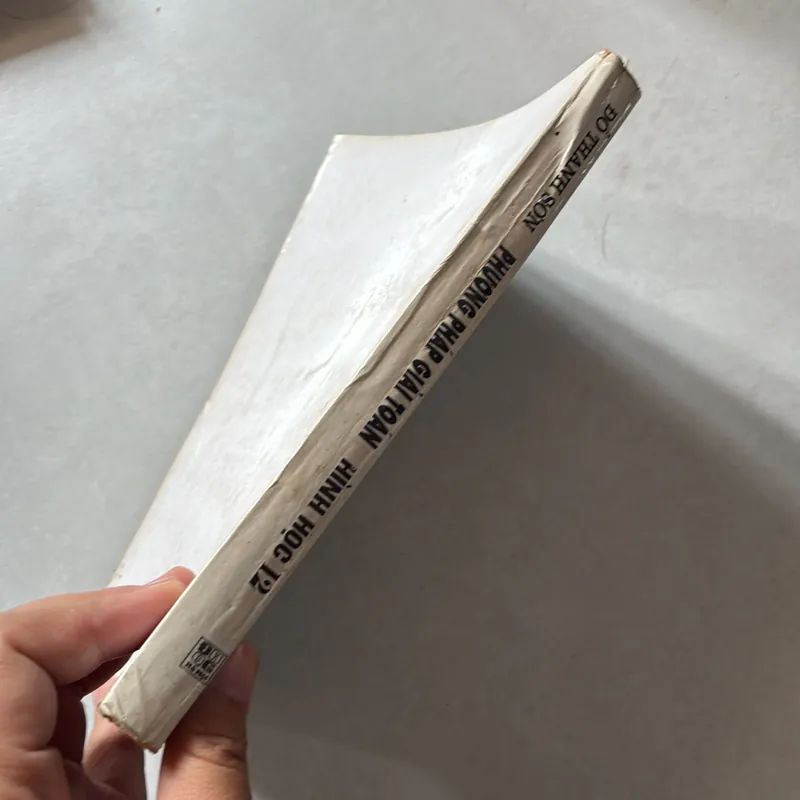 ĐỖ THANH SƠN
PHƯƠNG PHÁP GIẢI TOÁN HÌNH HỌC 12